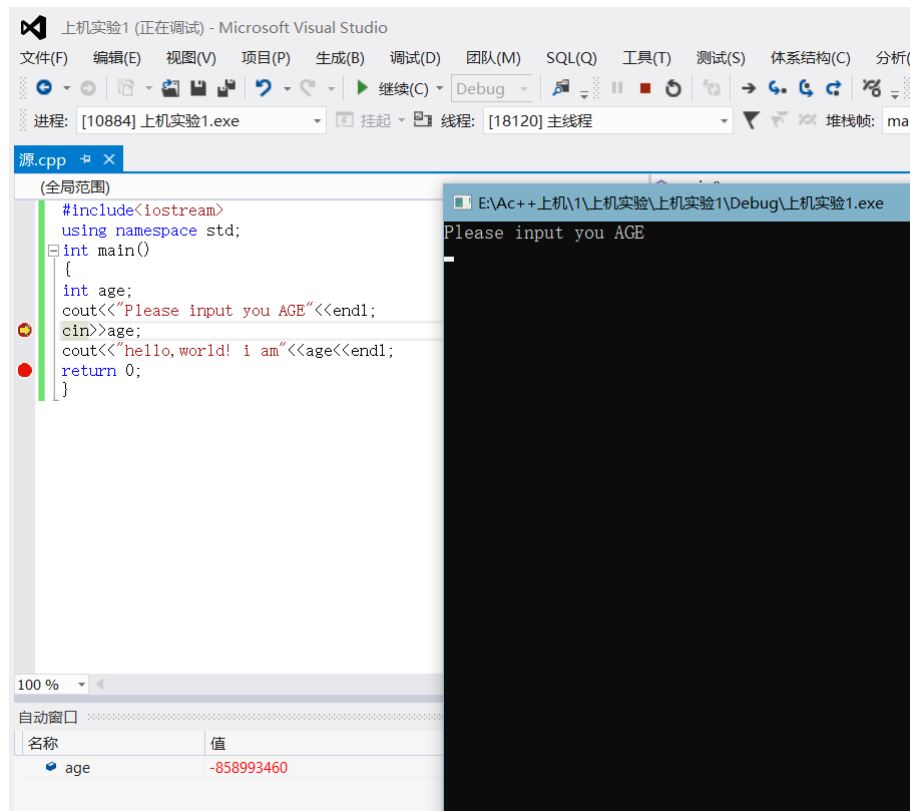 上机实验1 (正在调试) - Microsoft Visual Studio
文件(F) 编辑(E) 视图(V) 项目(P) 生成(B) 调试(D) 团队(M) SQL(Q) 工具(T) 测试(S) 体系结构(C) 分析(
继续(C) Debug
进程: [10884] 上机实验1.exe 挂起 线程: [18120] 主线程 堆栈帧: ma
源.cpp
(全局范围)
#include<iostream>
using namespace std;
int main()
{
int age;
cout<<"Please input you AGE"<<endl;
cin>>age;
cout<<"hello,world! i am"<<age<<endl;
return 0;
}
E:\Ac++上机\1\上机实验\上机实验1\Debug\上机实验1.exe
Please input you AGE
100 %
自动窗口
名称 值
age -858993460